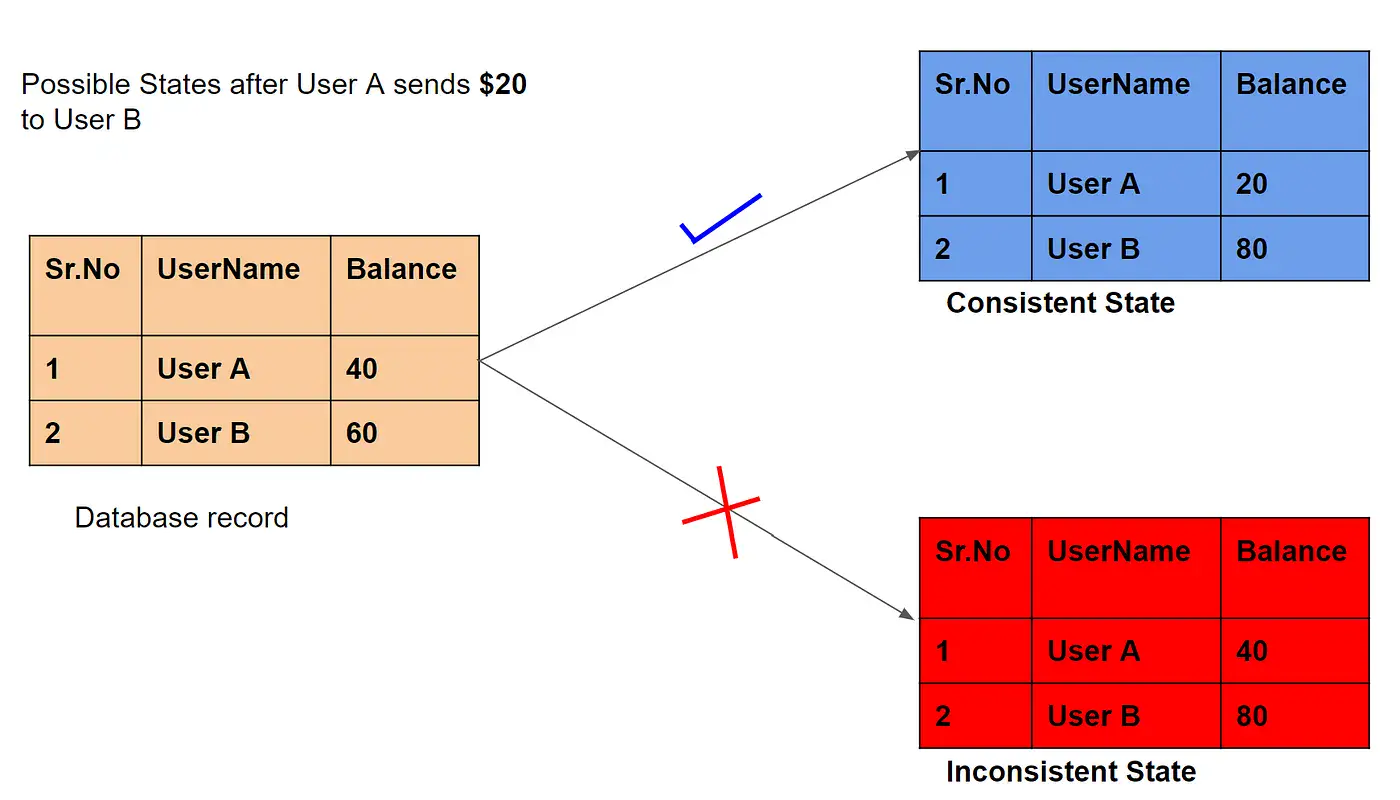 Possible States after User A sends $20
to User B
Sr.No UserName Balance
1 User A 40
2 User B 60
Database record
Sr.No UserName Balance
1 User A 20
2 User B 80
Consistent State
Sr.No UserName Balance
1 User A 40
2 User B 80
Inconsistent State